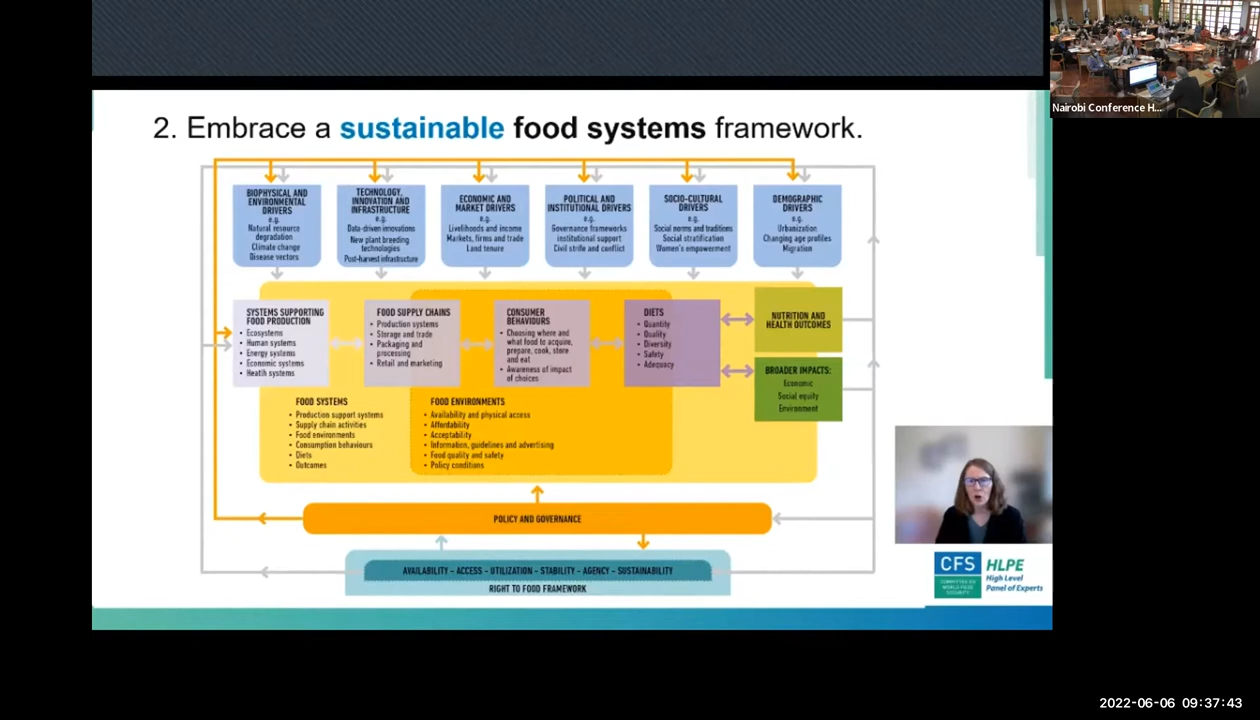 Nairobi Conference H...
2. Embrace a sustainable food systems framework.
BIOPHYSICAL AND
ENVIRONMENTAL
DRIVERS
e.g.
Natural resource
degradation
Climate change
Disease vectors
TECHNOLOGY,
INNOVATION AND
INFRASTRUCTURE
e.g.
Data-driven innovations
New plant breeding
technologies
Post-harvest infrastructure
ECONOMIC AND
MARKET DRIVERS
e.g.
Livelihoods and income
Markets, firms and trade
Land tenure
POLITICAL AND
INSTITUTIONAL DRIVERS
e.g.
Governance frameworks
institutional support
Civil strife and conflict
SOCIO-CULTURAL
DRIVERS
e.g.
Social norms and traditions
Social stratification
Women's empowerment
DEMOGRAPHIC
DRIVERS
e.g.
Urbanization
Changing age profiles
Migration
SYSTEMS SUPPORTING
FOOD PRODUCTION
• Ecosystems
• Human systems
• Energy systems
• Economic systems
• Health systems
FOOD SUPPLY CHAINS
• Production systems
• Storage and trade
• Packaging and
processing
• Retail and marketing
CONSUMER
BEHAVIOURS
• Choosing where and
what food to acquire,
prepare, cook, store
and eat
• Awareness of impact
of choices
DIETS
• Quantity
• Quality
• Diversity
• Safety
• Adequacy
NUTRITION AND
HEALTH OUTCOMES
BROADER IMPACTS:
Economic
Social equity
Environment
FOOD SYSTEMS
• Production support systems
• Supply chain activities
• Food environments
• Consumption behaviours
• Diets
• Outcomes
FOOD ENVIRONMENTS
• Availability and physical access
• Affordability
• Acceptability
• Information, guidelines and advertising
• Food quality and safety
• Policy conditions
POLICY AND GOVERNANCE
AVAILABILITY – ACCESS – UTILIZATION – STABILITY – AGENCY – SUSTAINABILITY
RIGHT TO FOOD FRAMEWORK
CFS
COMMITTEE ON
WORLD FOOD
SECURITY
HLPE
High Level
Panel of Experts
2022-06-06 09:37:43